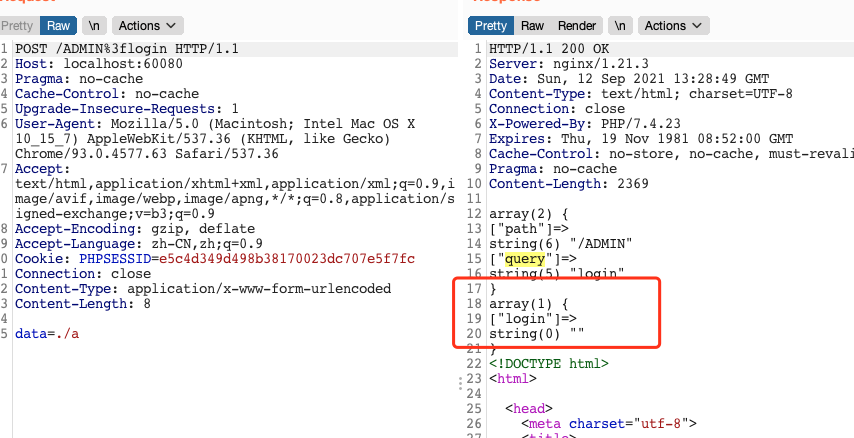 Pretty Raw \n Actions
1 POST /ADMIN%3flogin HTTP/1.1
2 Host: localhost:60080
3 Pragma: no-cache
4 Cache-Control: no-cache
5 Upgrade-Insecure-Requests: 1
6 User-Agent: Mozilla/5.0 (Macintosh; Intel Mac OS X
10_15_7) AppleWebKit/537.36 (KHTML, like Gecko)
Chrome/93.0.4577.63 Safari/537.36
7 Accept:
text/html,application/xhtml+xml,application/xml;q=0.9,i
mage/avif,image/webp,image/apng,*/*;q=0.8,application/s
igned-exchange;v=b3;q=0.9
8 Accept-Encoding: gzip, deflate
9 Accept-Language: zh-CN,zh;q=0.9
0 Cookie: PHPSESSID=e5c4d349d498b38170023dc707e5f7fc
1 Connection: close
2 Content-Type: application/x-www-form-urlencoded
3 Content-Length: 8
4
5 data=./a
Pretty Raw Render \n Actions
1 HTTP/1.1 200 OK
2 Server: nginx/1.21.3
3 Date: Sun, 12 Sep 2021 13:28:49 GMT
4 Content-Type: text/html; charset=UTF-8
5 Connection: close
6 X-Powered-By: PHP/7.4.23
7 Expires: Thu, 19 Nov 1981 08:52:00 GMT
8 Cache-Control: no-store, no-cache, must-revali
9 Pragma: no-cache
10 Content-Length: 2369
11
12 array(2) {
13 ["path"]=>
14 string(6) "/ADMIN"
15 ["query"]=>
16 string(5) "login"
17 }
18 array(1) {
19 ["login"]=>
20 string(0) ""
21 }
22 <!DOCTYPE html>
23 <html>
24
25 <head>
26 <meta charset="utf-8">
27 <title>